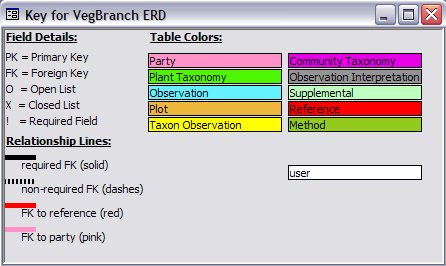 Key for VegBranch ERD
Field Details:
PK = Primary Key
FK = Foreign Key
O = Open List
X = Closed List
! = Required Field
Relationship Lines:
required FK (solid)
non-required FK (dashes)
FK to reference (red)
FK to party (pink)
Table Colors:
Party
Plant Taxonomy
Observation
Plot
Taxon Observation
Community Taxonomy
Observation Interpretation
Supplemental
Reference
Method
user